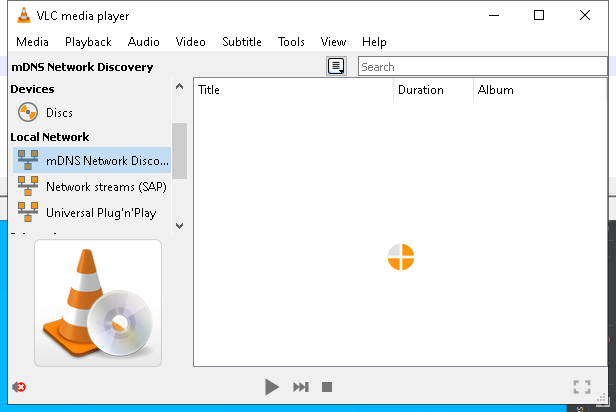 VLC media player
Media Playback Audio Video Subtitle Tools View Help
mDNS Network Discovery
Search
Devices
Discs
Local Network
mDNS Network Disco...
Network streams (SAP)
Universal Plug'n'Play
Title Duration Album